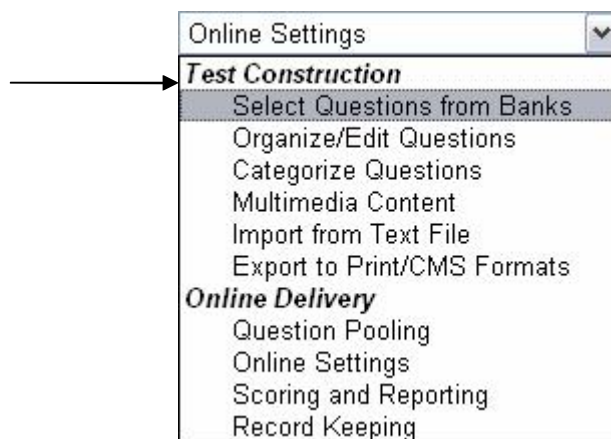 Online Settings
Test Construction
Select Questions from Banks
Organize/Edit Questions
Categorize Questions
Multimedia Content
Import from Text File
Export to Print/CMS Formats
Online Delivery
Question Pooling
Online Settings
Scoring and Reporting
Record Keeping